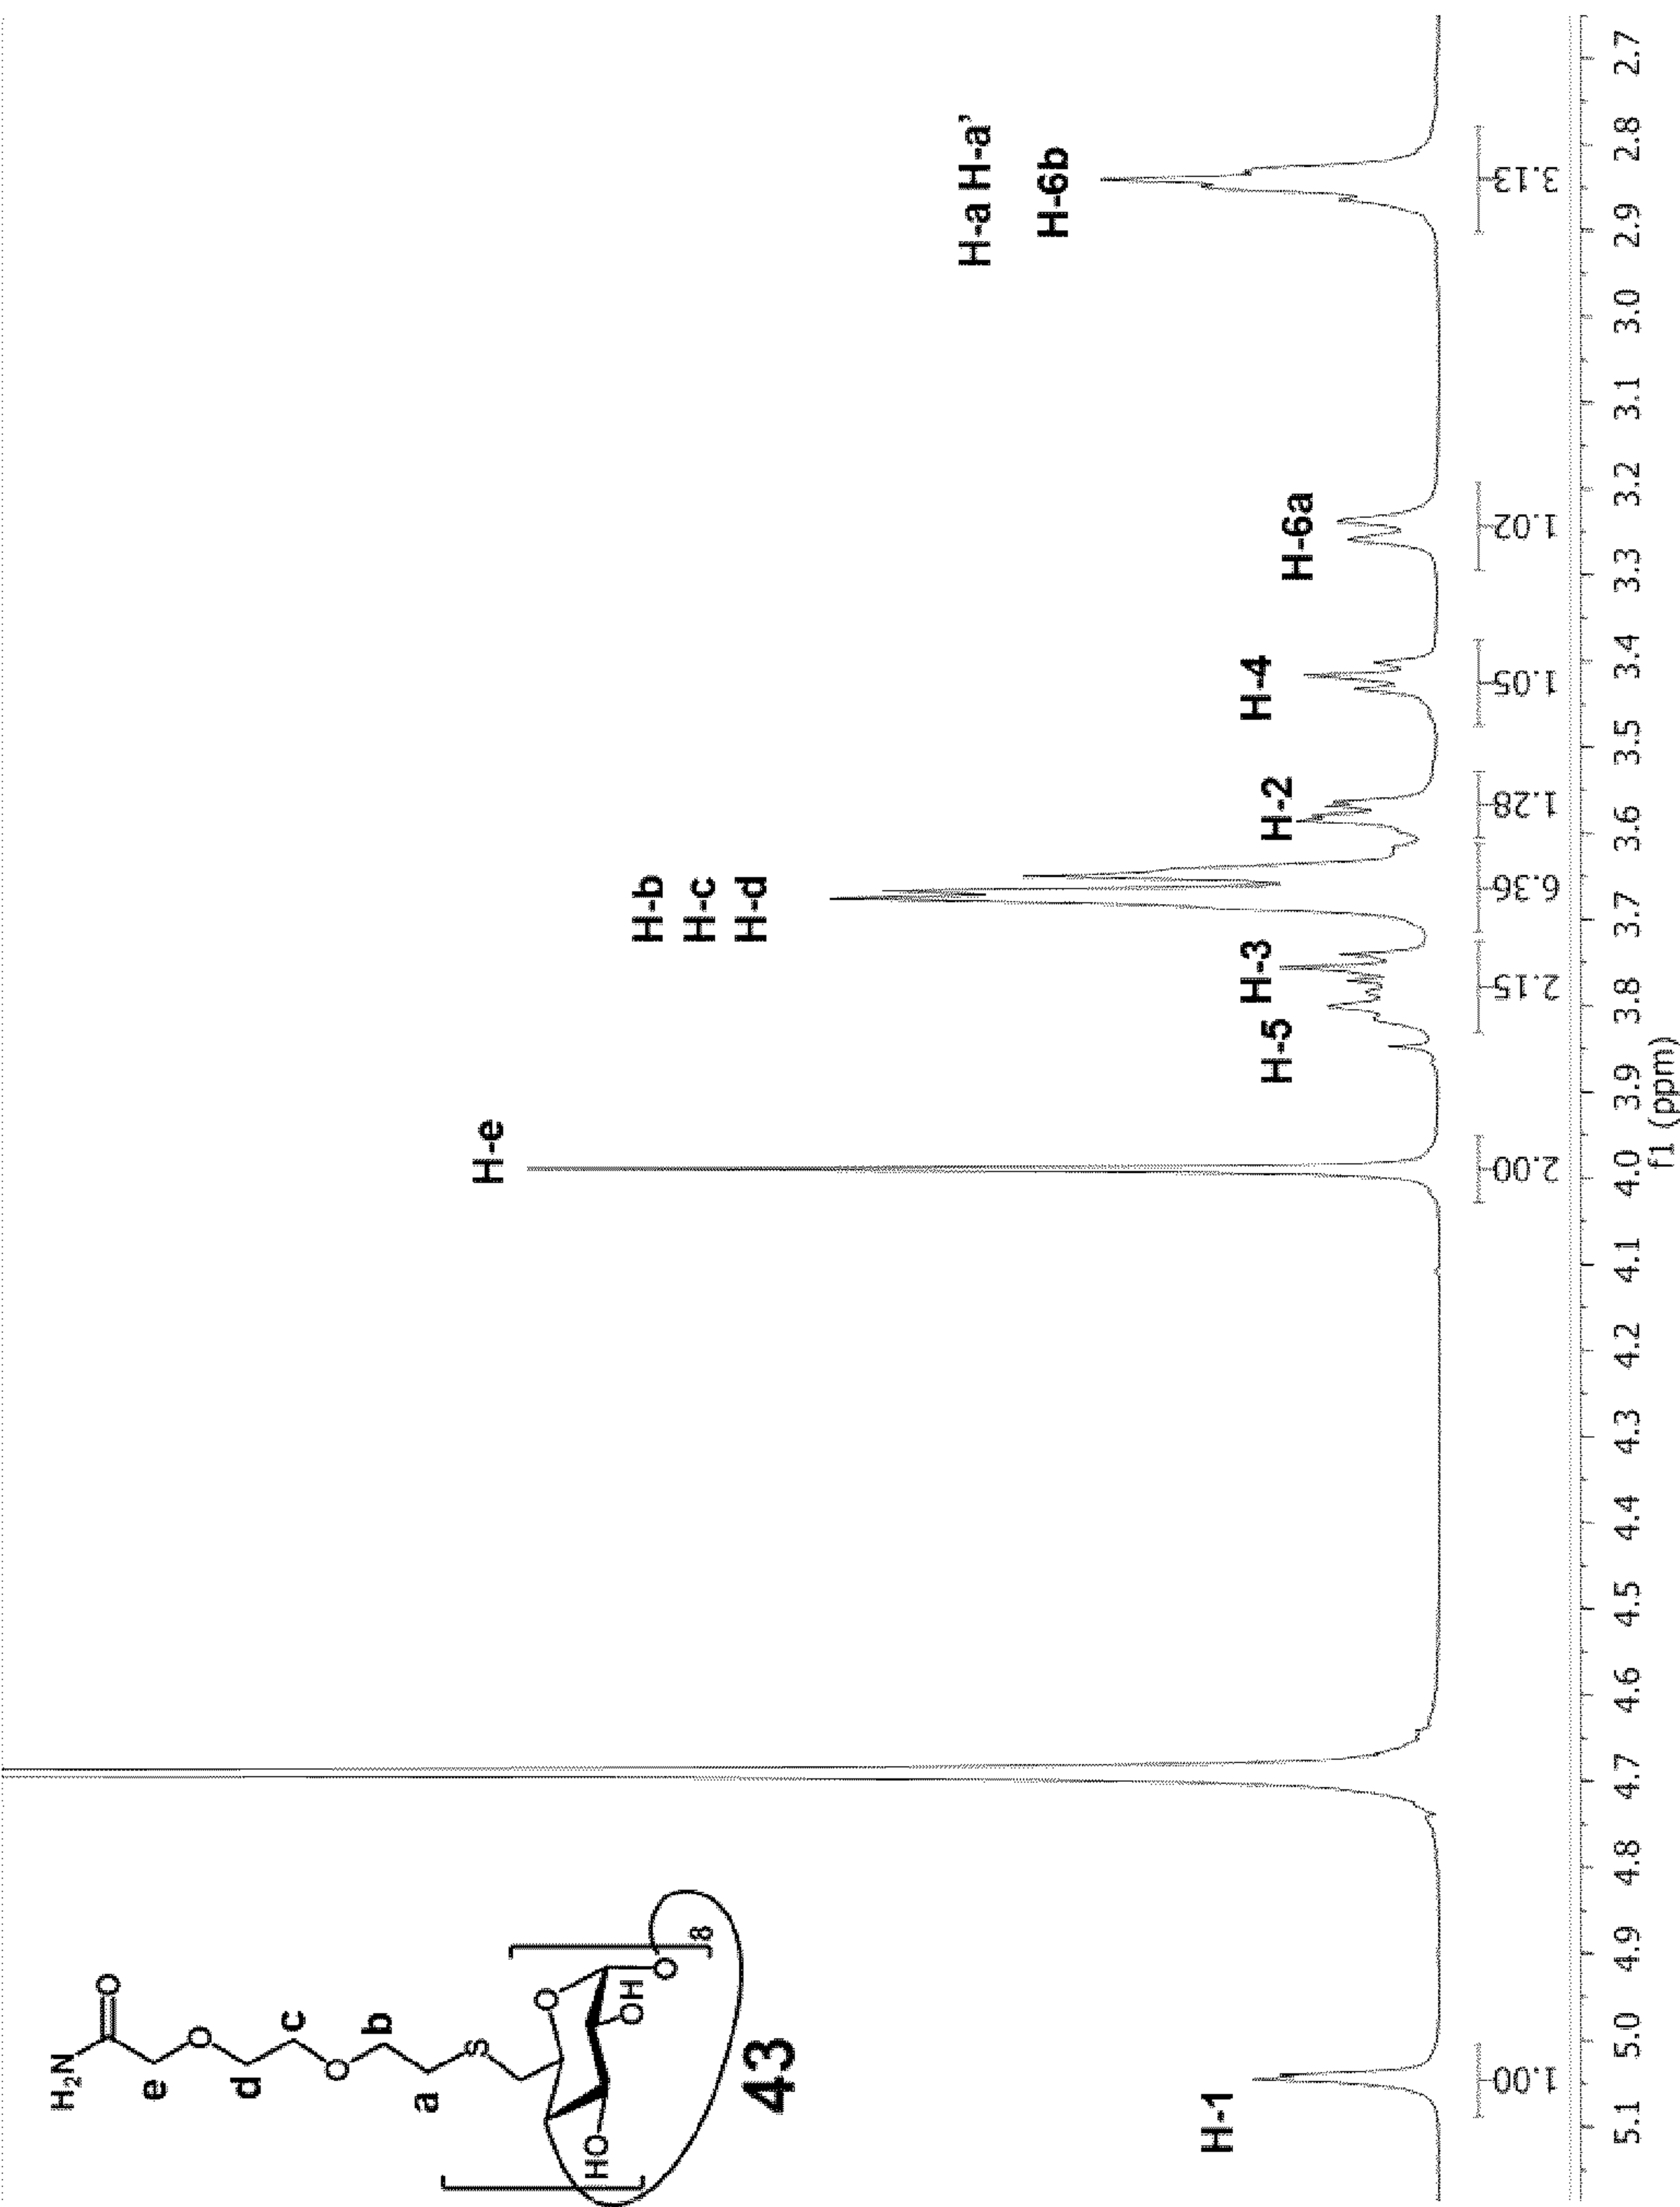 H₂N
O
e
O
d
c
O
b
a
S
O
HO
OH
O
8
43
H-1
H-e
H-5
H-3
H-b
H-c
H-d
H-2
H-4
H-6a
H-a H-a'
H-6b
1.00
2.00
2.15
6.36
1.28
1.05
1.02
3.13
5.1 5.0 4.9 4.8 4.7 4.6 4.5 4.4 4.3 4.2 4.1 4.0 3.9 3.8 3.7 3.6 3.5 3.4 3.3 3.2 3.1 3.0 2.9 2.8 2.7
f1 (ppm)